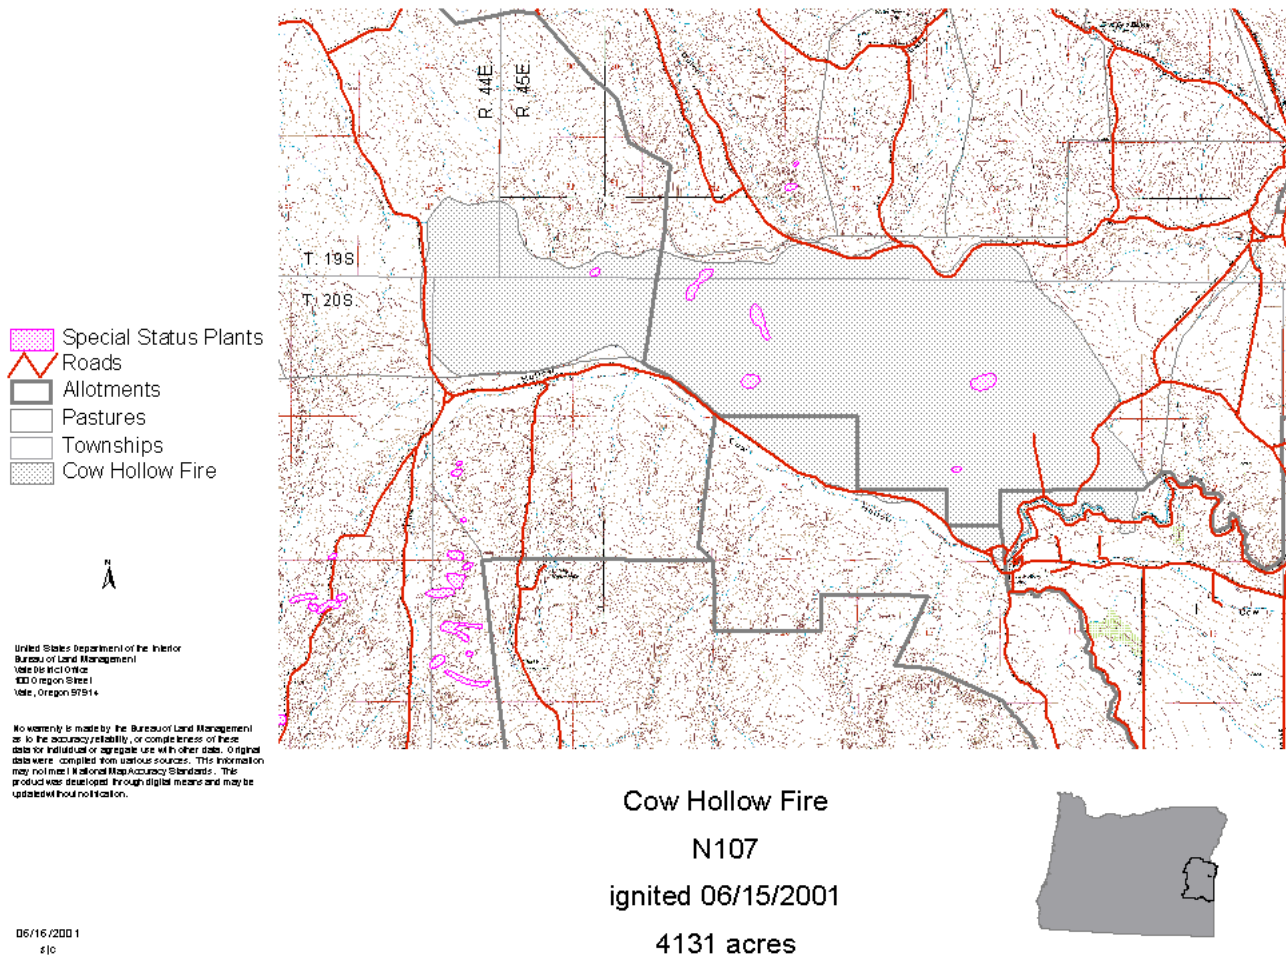 R 44E
R 45E
T 19S
T 20S
Special Status Plants
Roads
Allotments
Pastures
Townships
Cow Hollow Fire
N
United States Department of the Interior
Bureau of Land Management
Vale District Office
100 Oregon Street
Vale, Oregon 97914
No warrenty is made by the Bureau of Land Management
as to the accuracy, reliability, or completeness of these
data for individual or agregate use with other data. Original
data were compiled from various sources. This information
may not meet National Map Accuracy Standards. This
product was developed through digital means and may be
updated without notification.
Cow Hollow Fire
N107
ignited 06/15/2001
4131 acres
06/16/2001
sjc